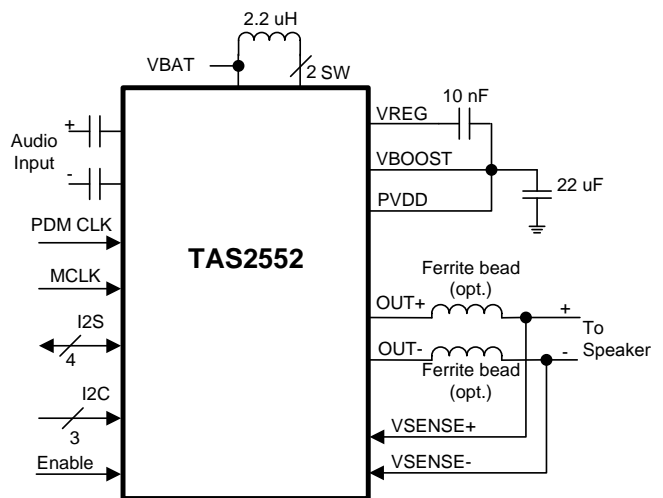 2.2 uH
VBAT
2 SW
10 nF
VREG
+
Audio
Input
-
VBOOST
22 uF
PVDD
PDM CLK
TAS2552
MCLK
Ferrite bead
(opt.)
OUT+
+
I2S
4
To
Speaker
OUT-
-
Ferrite bead
(opt.)
I2C
3
VSENSE+
Enable
VSENSE-